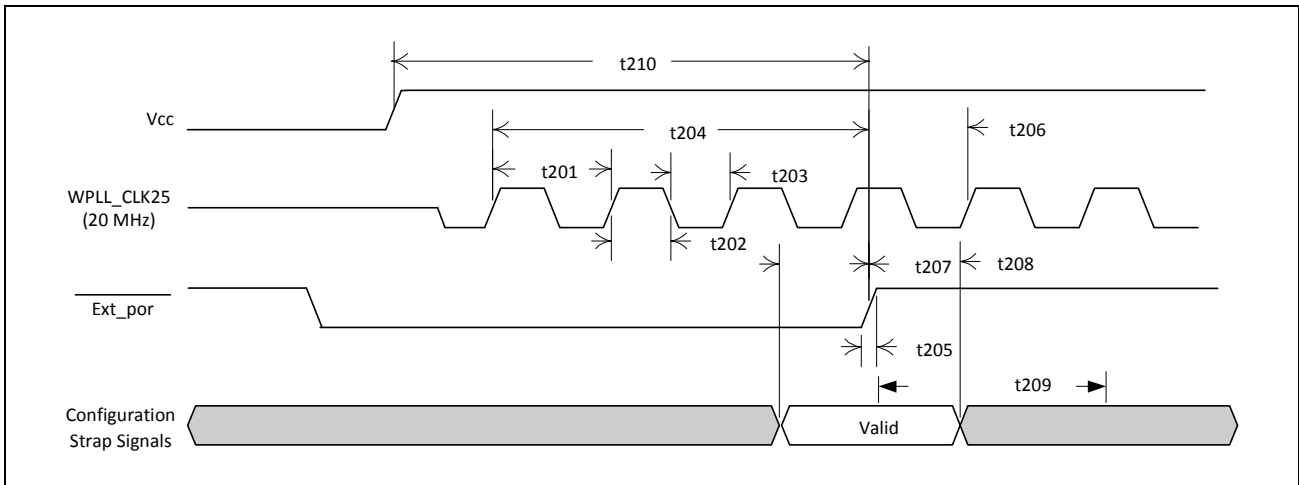 t210
Vcc
t204
t206
t201
t203
WPLL_CLK25
(20 MHz)
t202
t207
t208
Ext_por
t205
t209
Configuration
Strap Signals
Valid